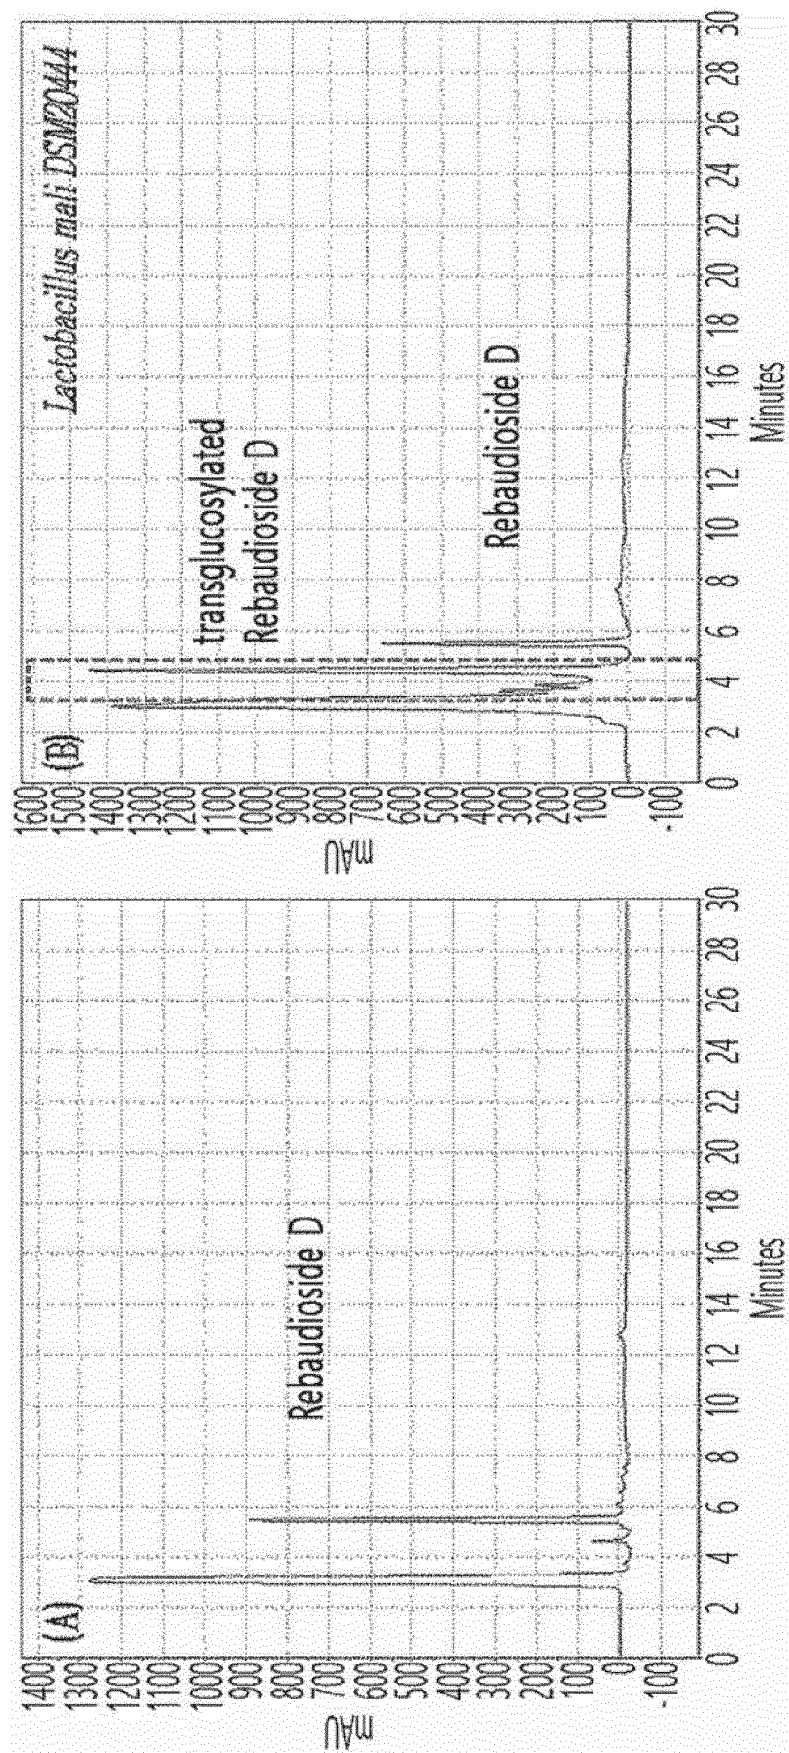 (A)
Rebaudioside D
mAU
1400
1300
1200
1100
1000
900
800
700
600
500
400
300
200
100
0
-100
0 2 4 6 8 10 12 14 16 18 20 22 24 26 28 30
Minutes
(B)
Lactobacillus mali DSM20444
transglucosylated
Rebaudioside D
Rebaudioside D
mAU
1600
1500
1400
1300
1200
1100
1000
900
800
700
600
500
400
300
200
100
0
-100
0 2 4 6 8 10 12 14 16 18 20 22 24 26 28 30
Minutes